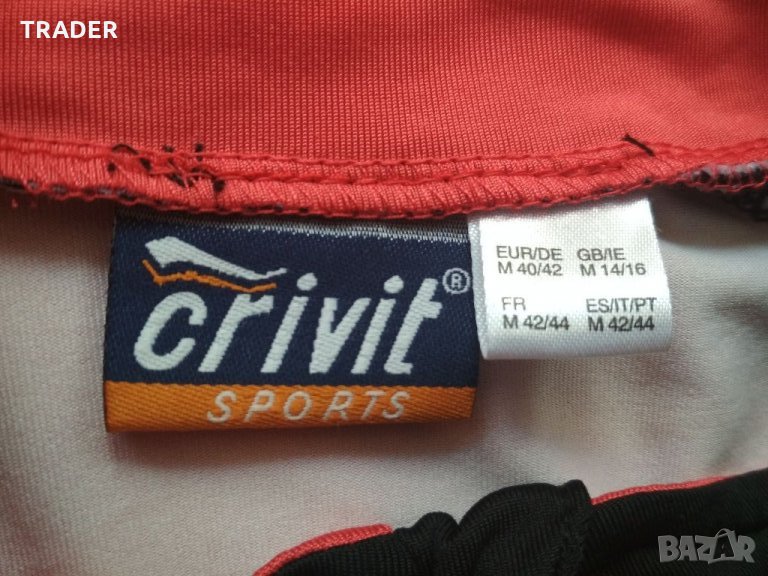 TRADER
crivit®
SPORTS
EUR/DE GB/IE
M 40/42 M 14/16
FR ES/IT/PT
M 42/44 M 42/44
BAZAR